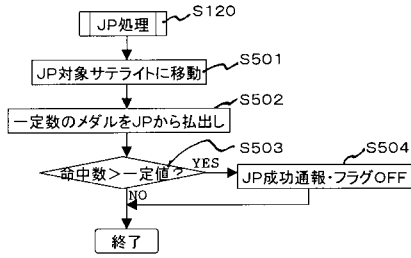 JP処理
S120
JP対象サテライトに移動
S501
一定数のメダルをJPから払出し
S502
命中数>一定値?
S503
YES
JP成功通報・フラグOFF
S504
NO
終了